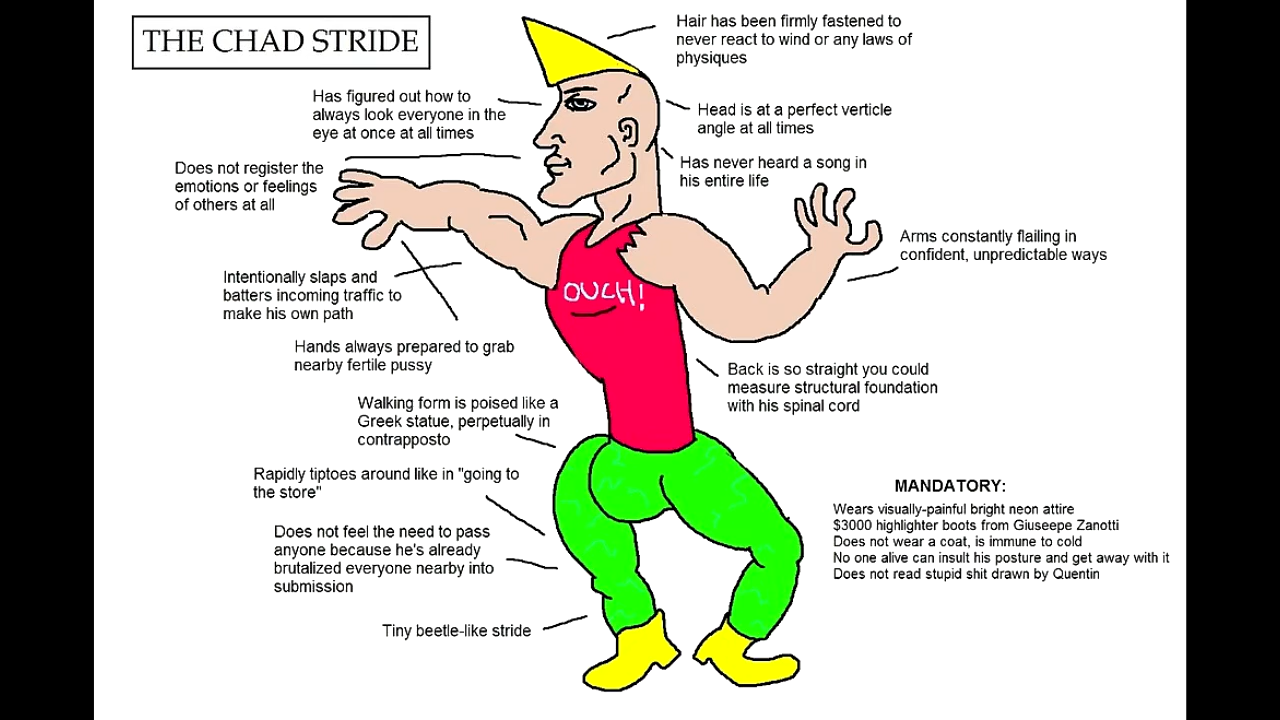 THE CHAD STRIDE
Hair has been firmly fastened to
never react to wind or any laws of
physiques
Has figured out how to
always look everyone in the
eye at once at all times
Head is at a perfect verticle
angle at all times
Does not register the
emotions or feelings
of others at all
Has never heard a song in
his entire life
Arms constantly flailing in
confident, unpredictable ways
Intentionally slaps and
batters incoming traffic to
make his own path
OUCH!
Hands always prepared to grab
nearby fertile pussy
Back is so straight you could
measure structural foundation
with his spinal cord
Walking form is poised like a
Greek statue, perpetually in
contrapposto
Rapidly tiptoes around like in "going to
the store"
Does not feel the need to pass
anyone because he's already
brutalized everyone nearby into
submission
Tiny beetle-like stride
MANDATORY:
Wears visually-painful bright neon attire
$3000 highlighter boots from Giuseepe Zanotti
Does not wear a coat, is immune to cold
No one alive can insult his posture and get away with it
Does not read stupid shit drawn by Quentin